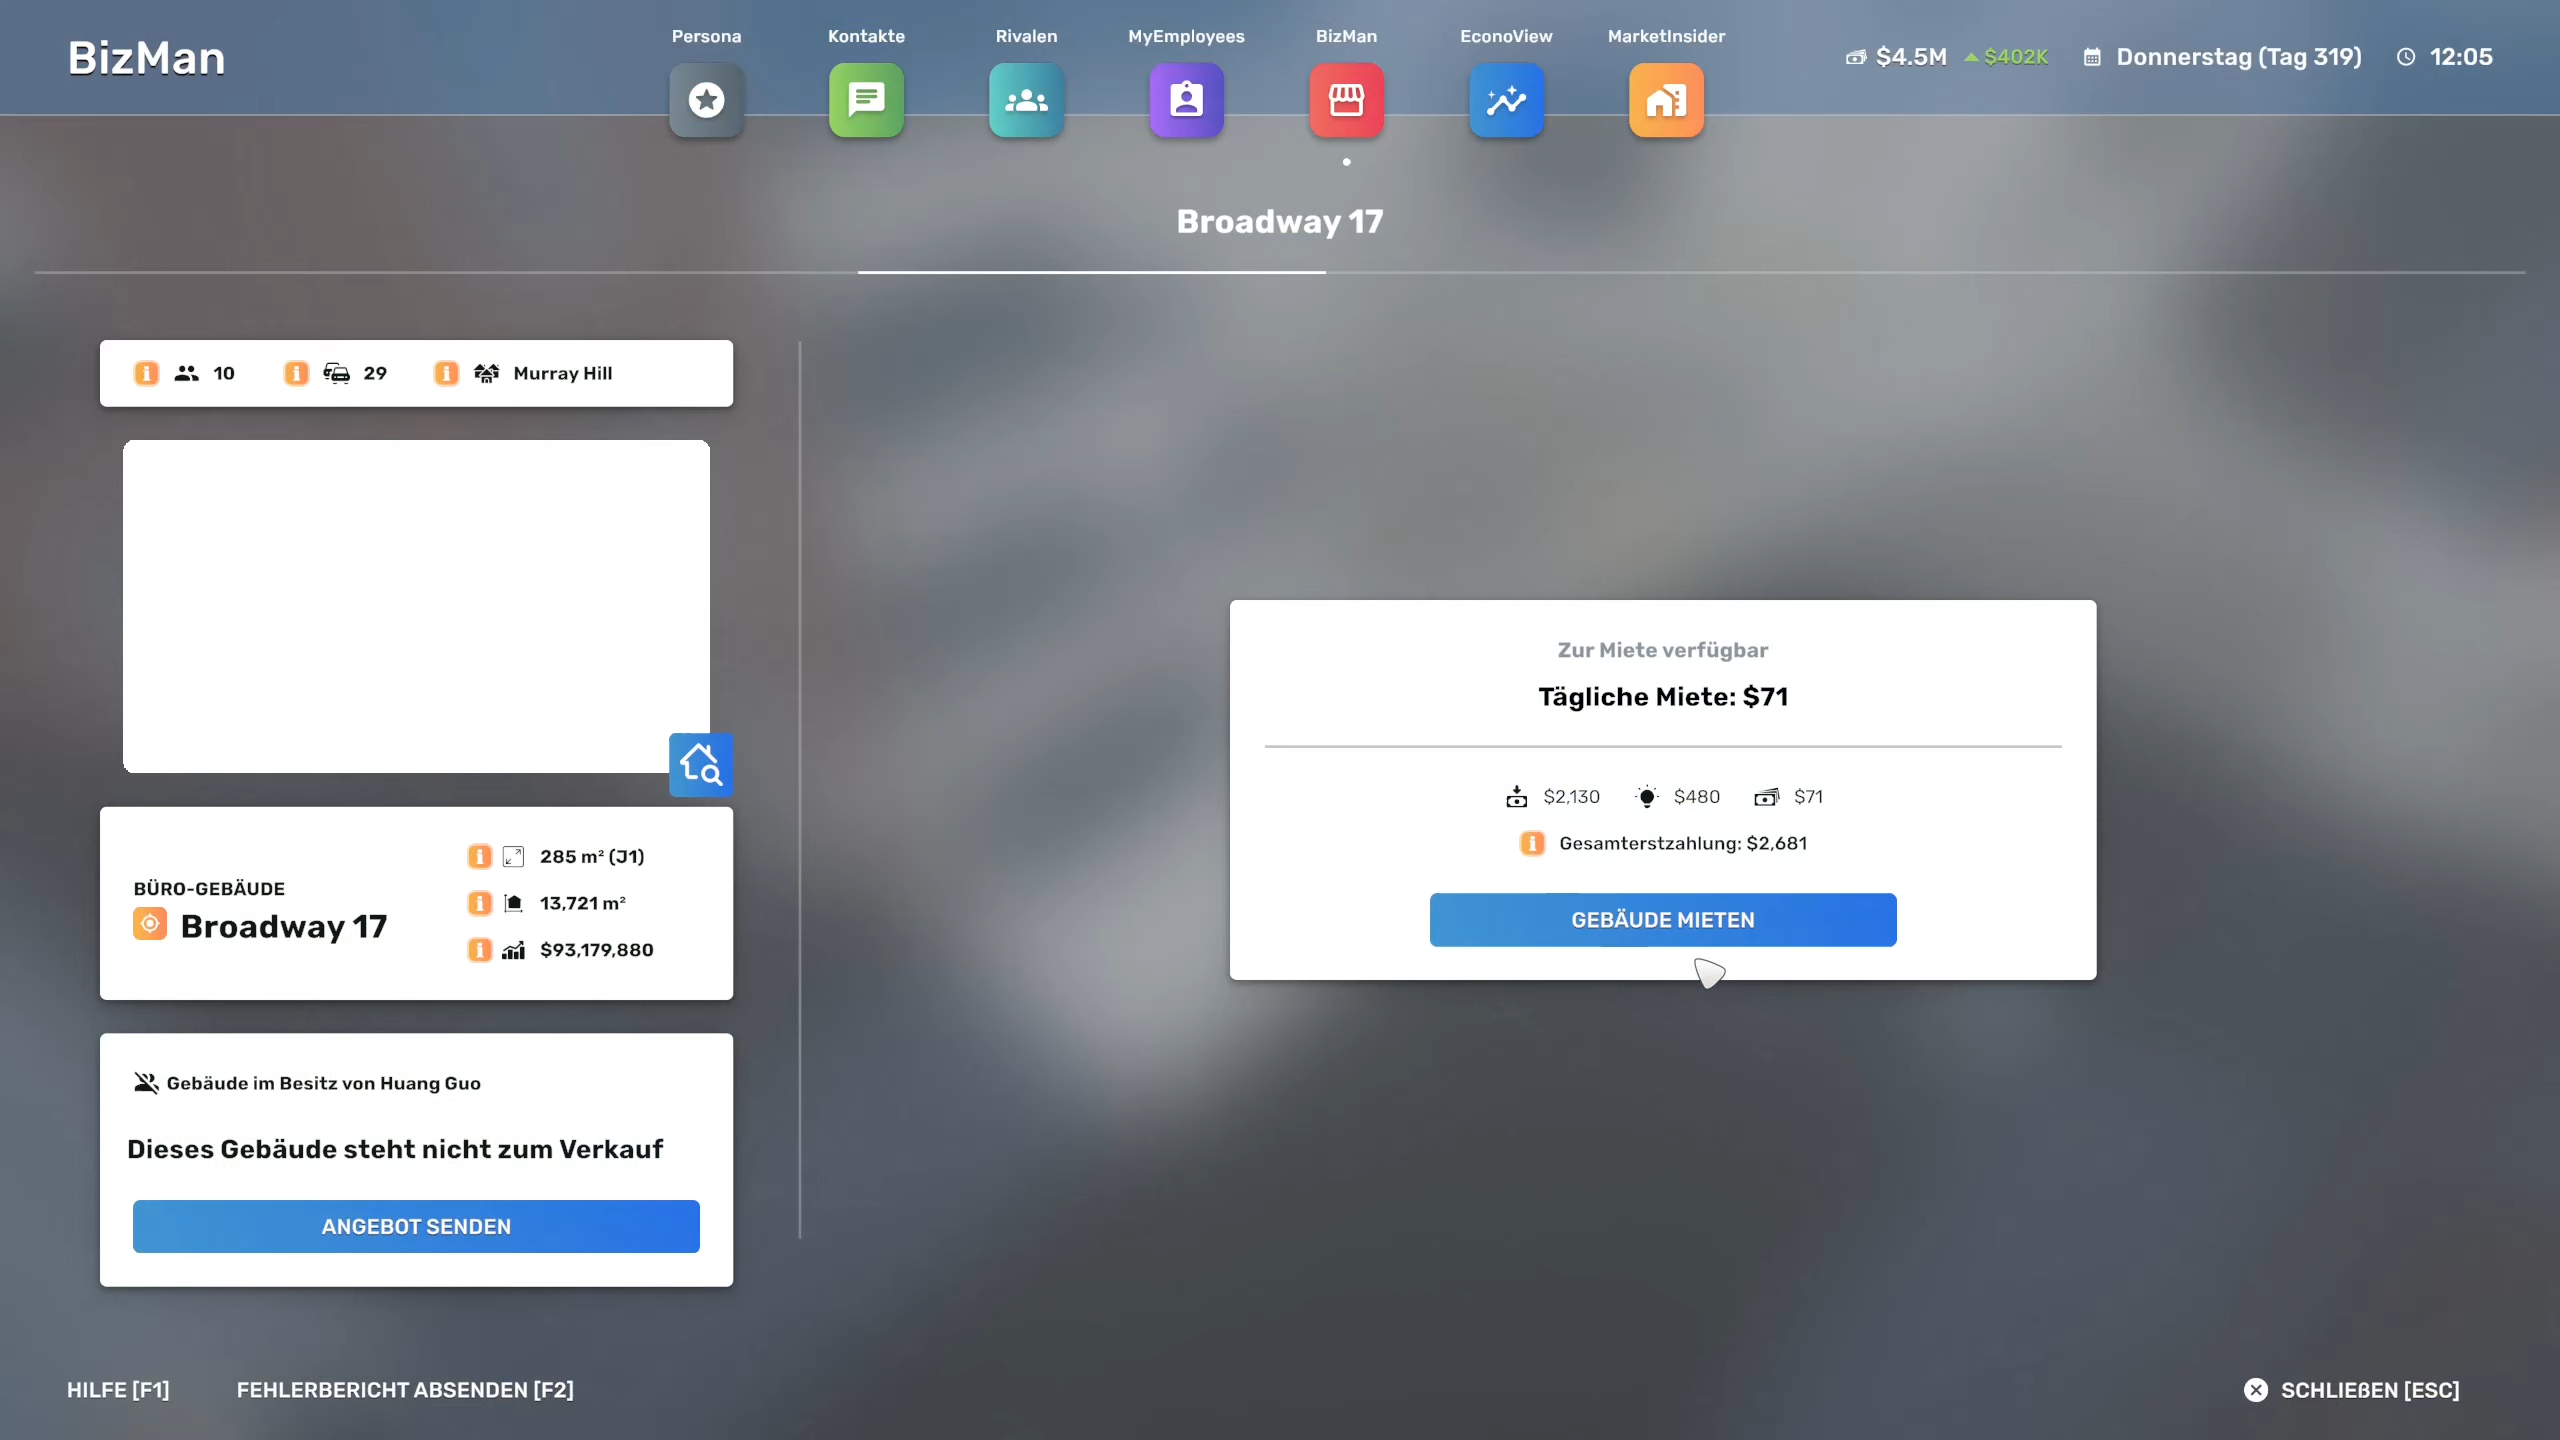 BizMan
Persona
Kontakte
Rivalen
MyEmployees
BizMan
EconoView
MarketInsider
$4.5M
$402K
Donnerstag (Tag 319)
12:05
Broadway 17
10
29
Murray Hill
BÜRO-GEBÄUDE
Broadway 17
285 m² (J1)
13,721 m²
$93,179,880
Gebäude im Besitz von Huang Guo
Dieses Gebäude steht nicht zum Verkauf
ANGEBOT SENDEN
Zur Miete verfügbar
Tägliche Miete: $71
$2,130
$480
$71
Gesamterstzahlung: $2,681
GEBÄUDE MIETEN
HILFE [F1]
FEHLERBERICHT ABSENDEN [F2]
SCHLIEßEN [ESC]